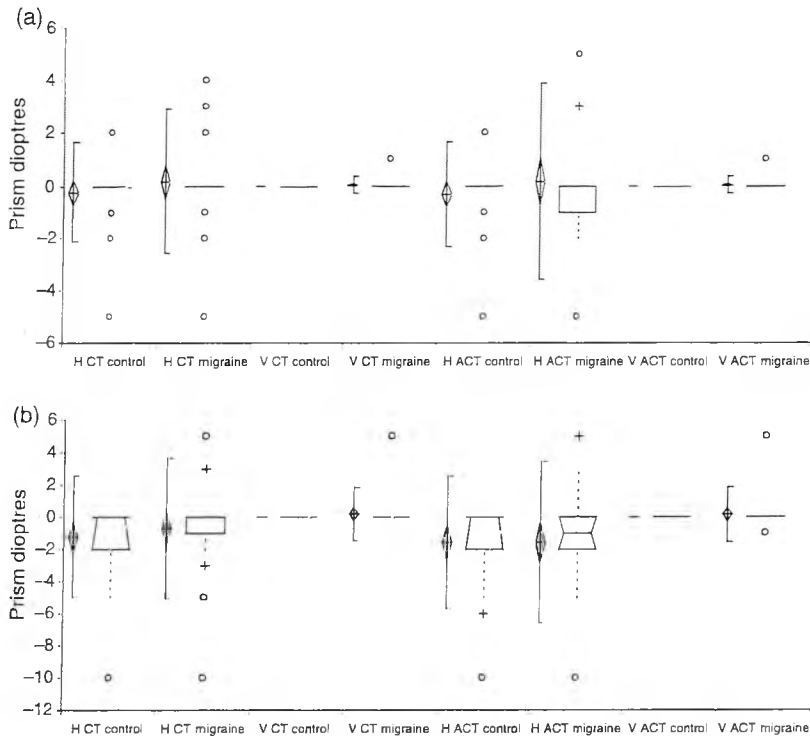 (a)
Prism dioptres
6
4
2
0
−2
−4
−6
H CT control H CT migraine V CT control V CT migraine H ACT control H ACT migraine V ACT control V ACT migraine
(b)
Prism dioptres
6
4
2
0
−2
−4
−6
−8
−10
−12
H CT control H CT migraine V CT control V CT migraine H ACT control H ACT migraine V ACT control V ACT migraine